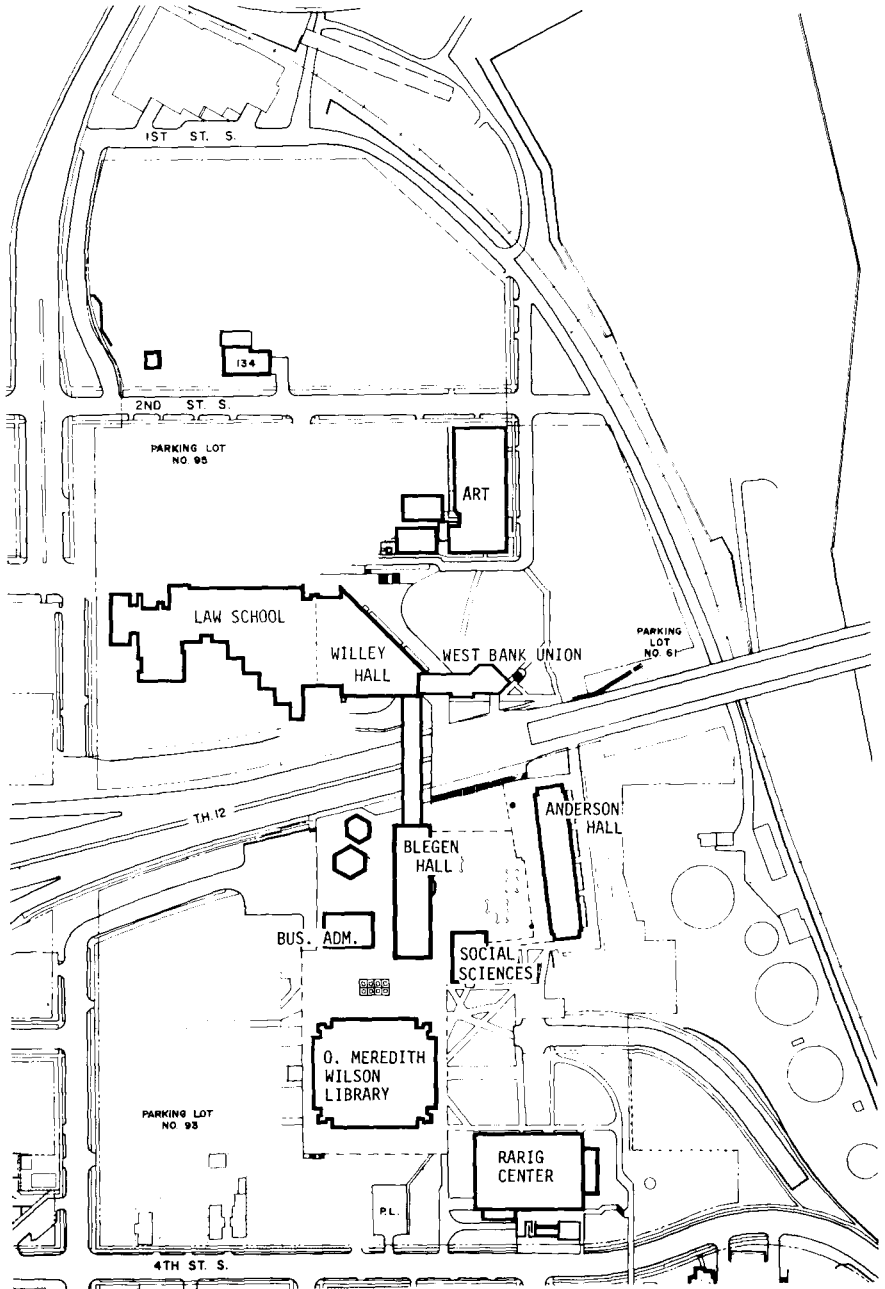 1ST ST. S.
134
2ND ST. S.
PARKING LOT
NO. 95
ART
LAW SCHOOL
WILLEY
HALL
WEST BANK UNION
PARKING
LOT
NO. 61
T.H. 12
ANDERSON
HALL
BLEGEN
HALL
BUS. ADM.
SOCIAL
SCIENCES
O. MEREDITH
WILSON
LIBRARY
PARKING LOT
NO. 93
RARIG
CENTER
P.L.
4TH ST. S.